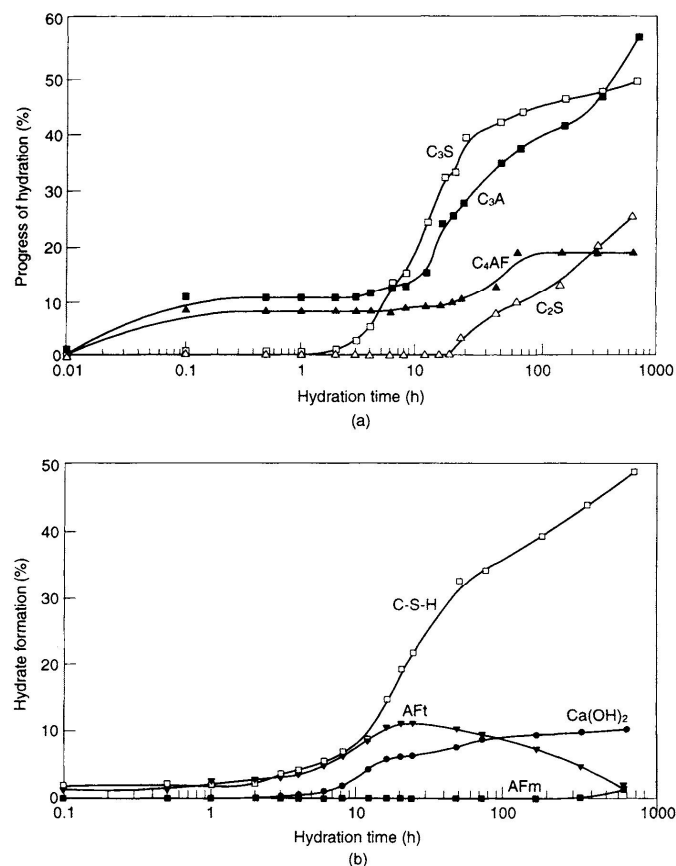 60
50
40
30
20
10
0
Progress of hydration (%)
C₃S
C₃A
C₄AF
C₂S
0.01 0.1 1 10 100 1000
Hydration time (h)
(a)
50
40
30
20
10
0
Hydrate formation (%)
C-S-H
AFt
Ca(OH)₂
AFm
0.1 1 10 100 1000
Hydration time (h)
(b)